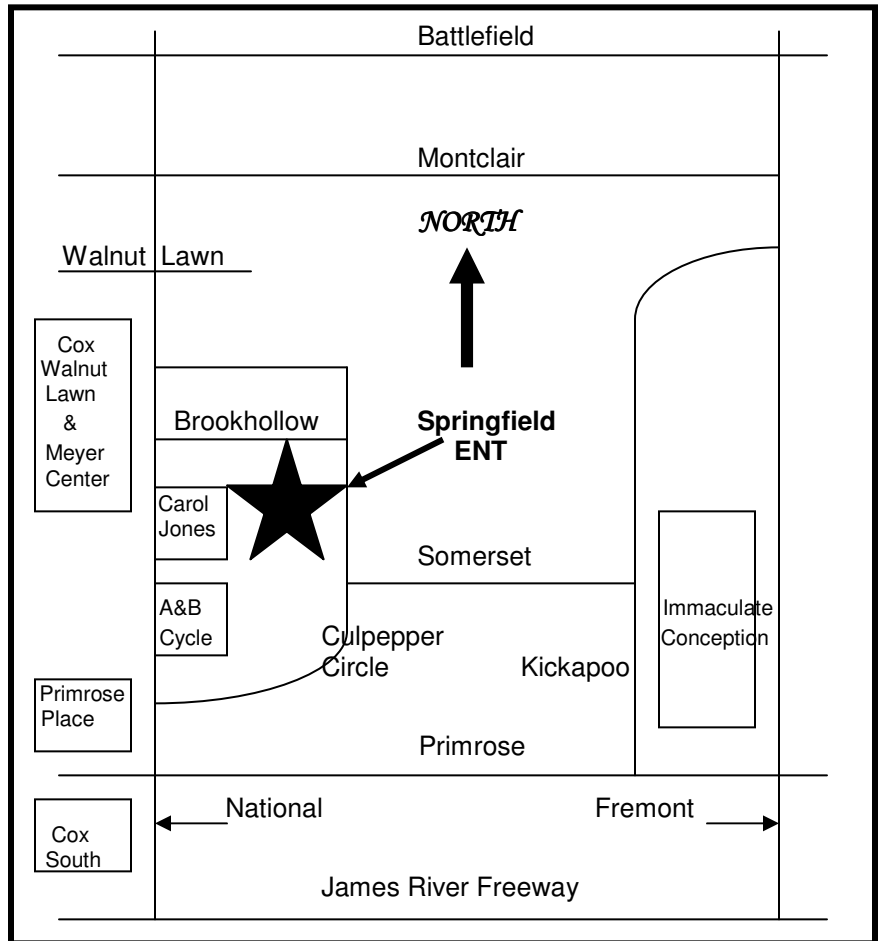 Battlefield
Montclair
NORTH
Walnut Lawn
Cox
Walnut
Lawn
&
Meyer
Center
Brookhollow
Springfield
ENT
Carol
Jones
Somerset
A&B
Cycle
Culpepper
Circle
Kickapoo
Immaculate
Conception
Primrose
Place
Primrose
National
Fremont
Cox
South
James River Freeway